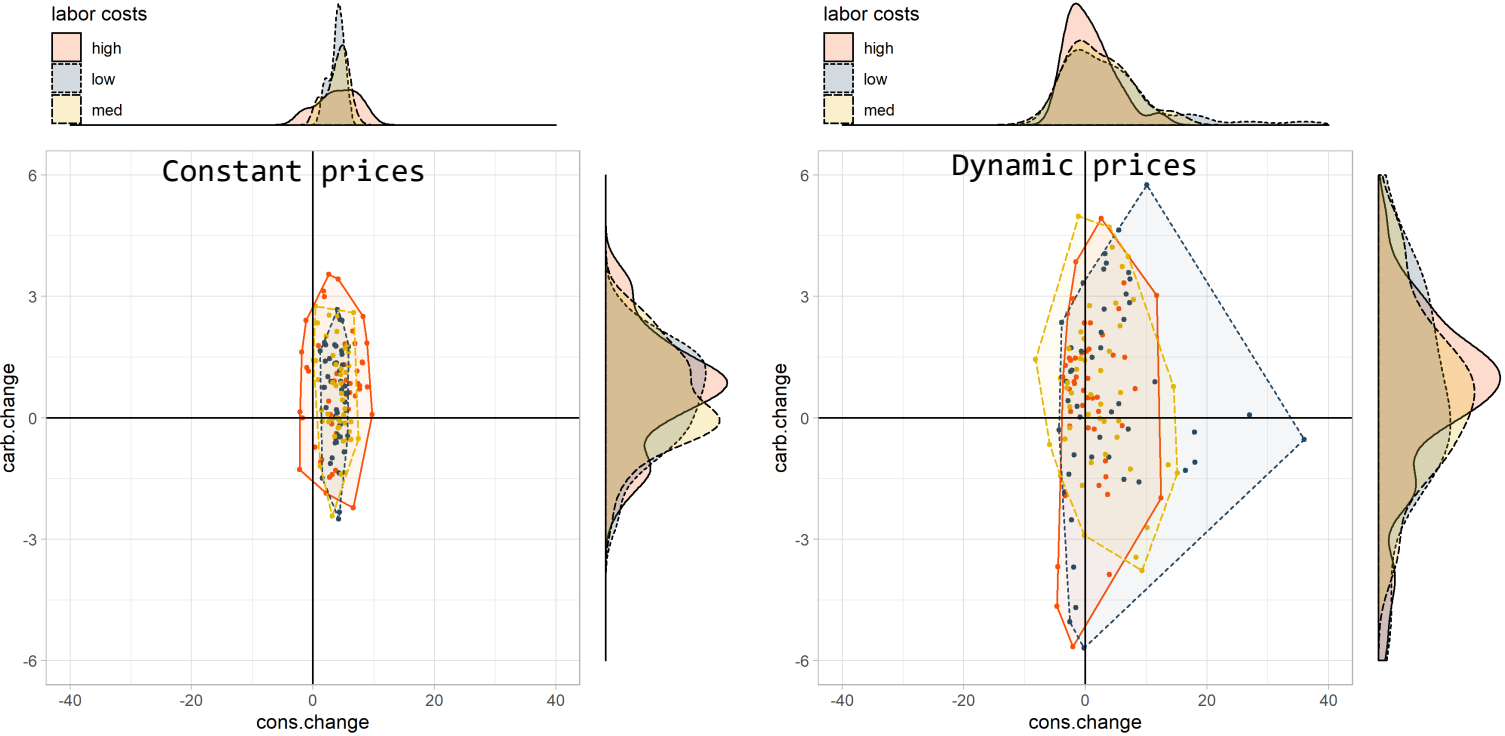 labor costs
high
low
med
Constant prices
6
3
0
-3
-6
carb.change
-40
-20
0
20
40
cons.change
labor costs
high
low
med
Dynamic prices
6
3
0
-3
-6
carb.change
-40
-20
0
20
40
cons.change